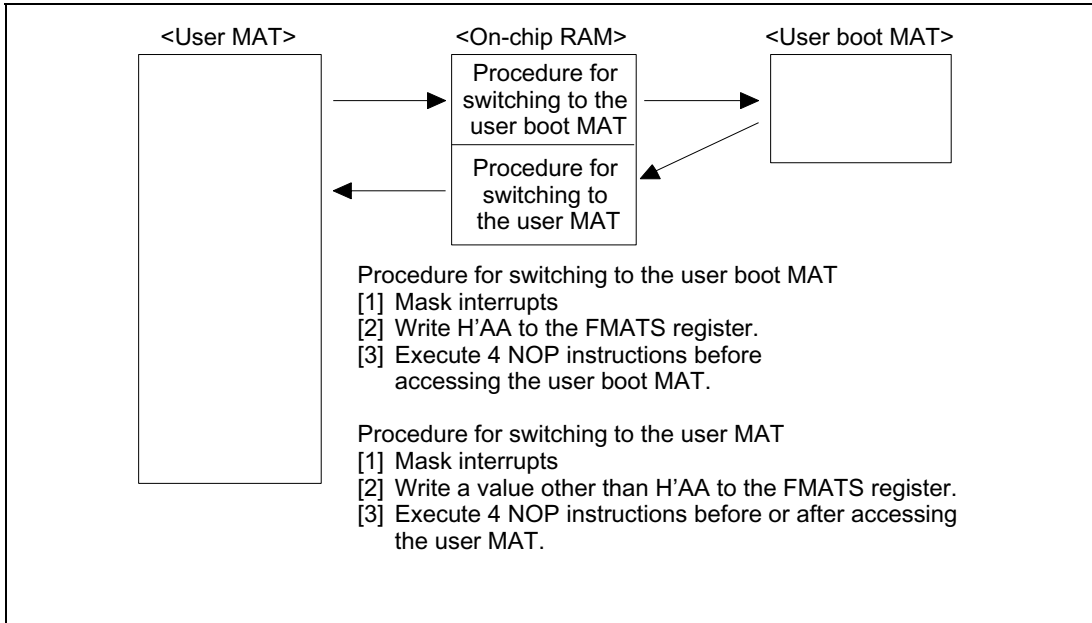 <User MAT>
<On-chip RAM>
<User boot MAT>
Procedure for
switching to the
user boot MAT
Procedure for
switching to
the user MAT
Procedure for switching to the user boot MAT
[1] Mask interrupts
[2] Write H'AA to the FMATS register.
[3] Execute 4 NOP instructions before
accessing the user boot MAT.
Procedure for switching to the user MAT
[1] Mask interrupts
[2] Write a value other than H'AA to the FMATS register.
[3] Execute 4 NOP instructions before or after accessing
the user MAT.